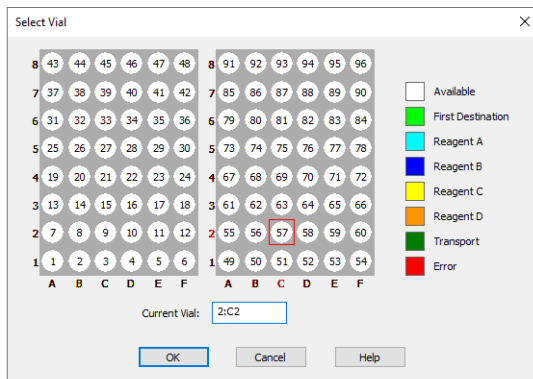 Select Vial
8 43 44 45 46 47 48 8 91 92 93 94 95 96
7 37 38 39 40 41 42 7 85 86 87 88 89 90 Available
6 31 32 33 34 35 36 6 79 80 81 82 83 84 First Destination
5 25 26 27 28 29 30 5 73 74 75 76 77 78 Reagent A
4 19 20 21 22 23 24 4 67 68 69 70 71 72 Reagent B
3 13 14 15 16 17 18 3 61 62 63 64 65 66 Reagent C
2 7 8 9 10 11 12 2 55 56 57 58 59 60 Reagent D
1 1 2 3 4 5 6 1 49 50 51 52 53 54 Transport
A B C D E F A B C D E F Error
Current Vial: 2:C2
OK Cancel Help